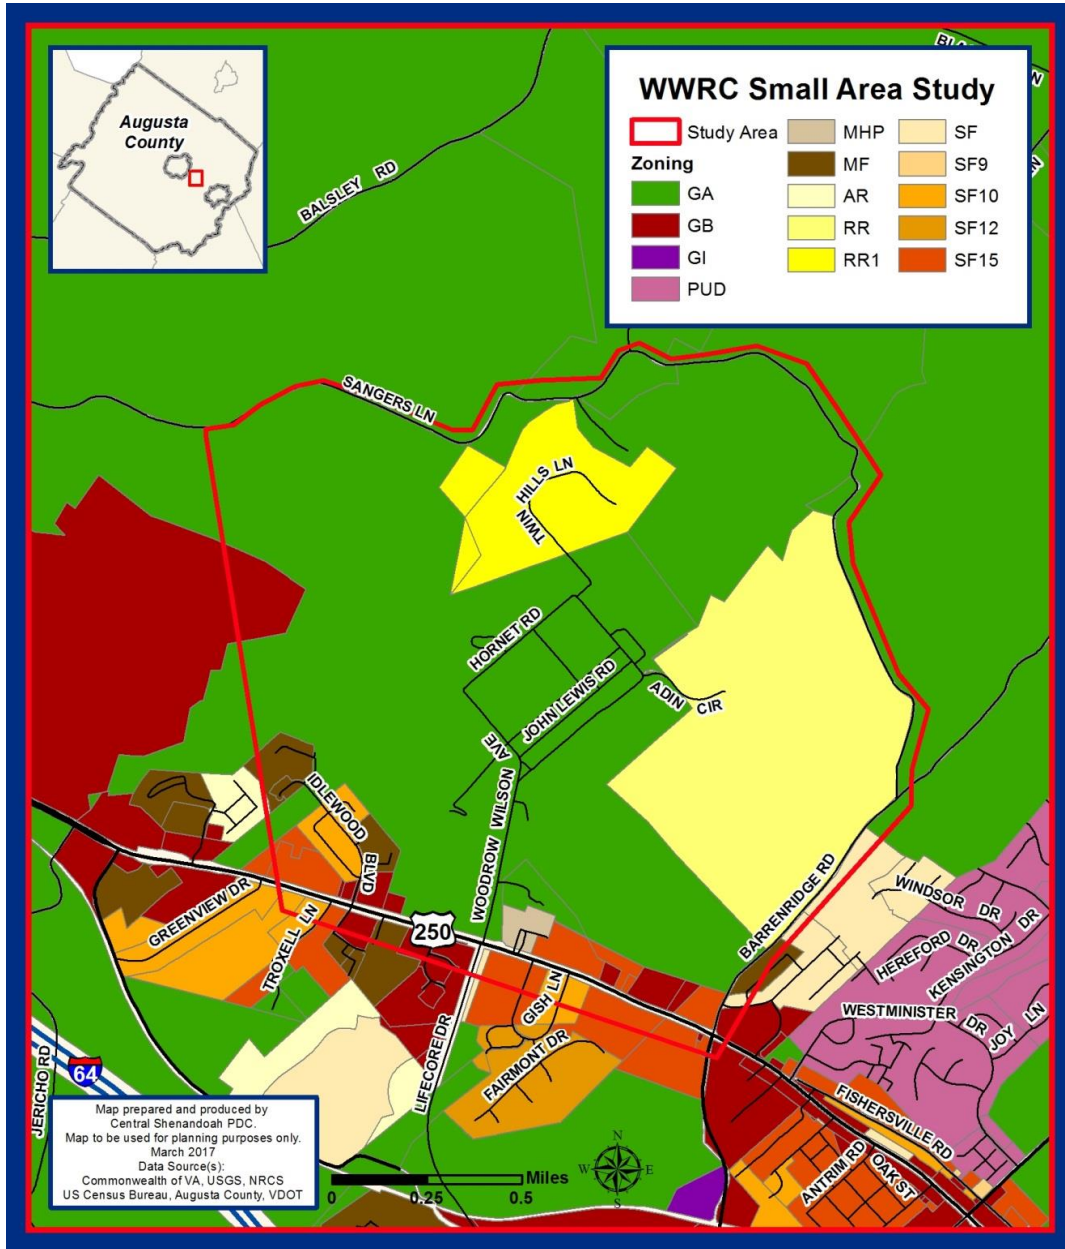 Augusta
County
WWRC Small Area Study
Study Area
Zoning
GA
GB
GI
PUD
MHP
MF
AR
RR
RR1
SF
SF9
SF10
SF12
SF15
BALSLEY RD
SANGERS LN
TWIN HILLS LN
HORNET RD
JOHN LEWIS RD
ADIN CIR
WOODROW WILSON AVE
IDLEWOOD BLVD
GREENVIEW DR
TROXELL LN
250
BARRENRIDGE RD
WINDSOR DR
HEREFORD DR
KENSINGTON DR
WESTMINISTER DR
JOY LN
GISH LN
FAIRMONT DR
LIFECORE DR
JERICHO RD
64
FISHERSVILLE RD
ANTRIM RD
OAK ST
Map prepared and produced by
Central Shenandoah PDC.
Map to be used for planning purposes only.
March 2017
Data Source(s):
Commonwealth of VA, USGS, NRCS
US Census Bureau, Augusta County, VDOT
N
W E
S
Miles
0 0.25 0.5